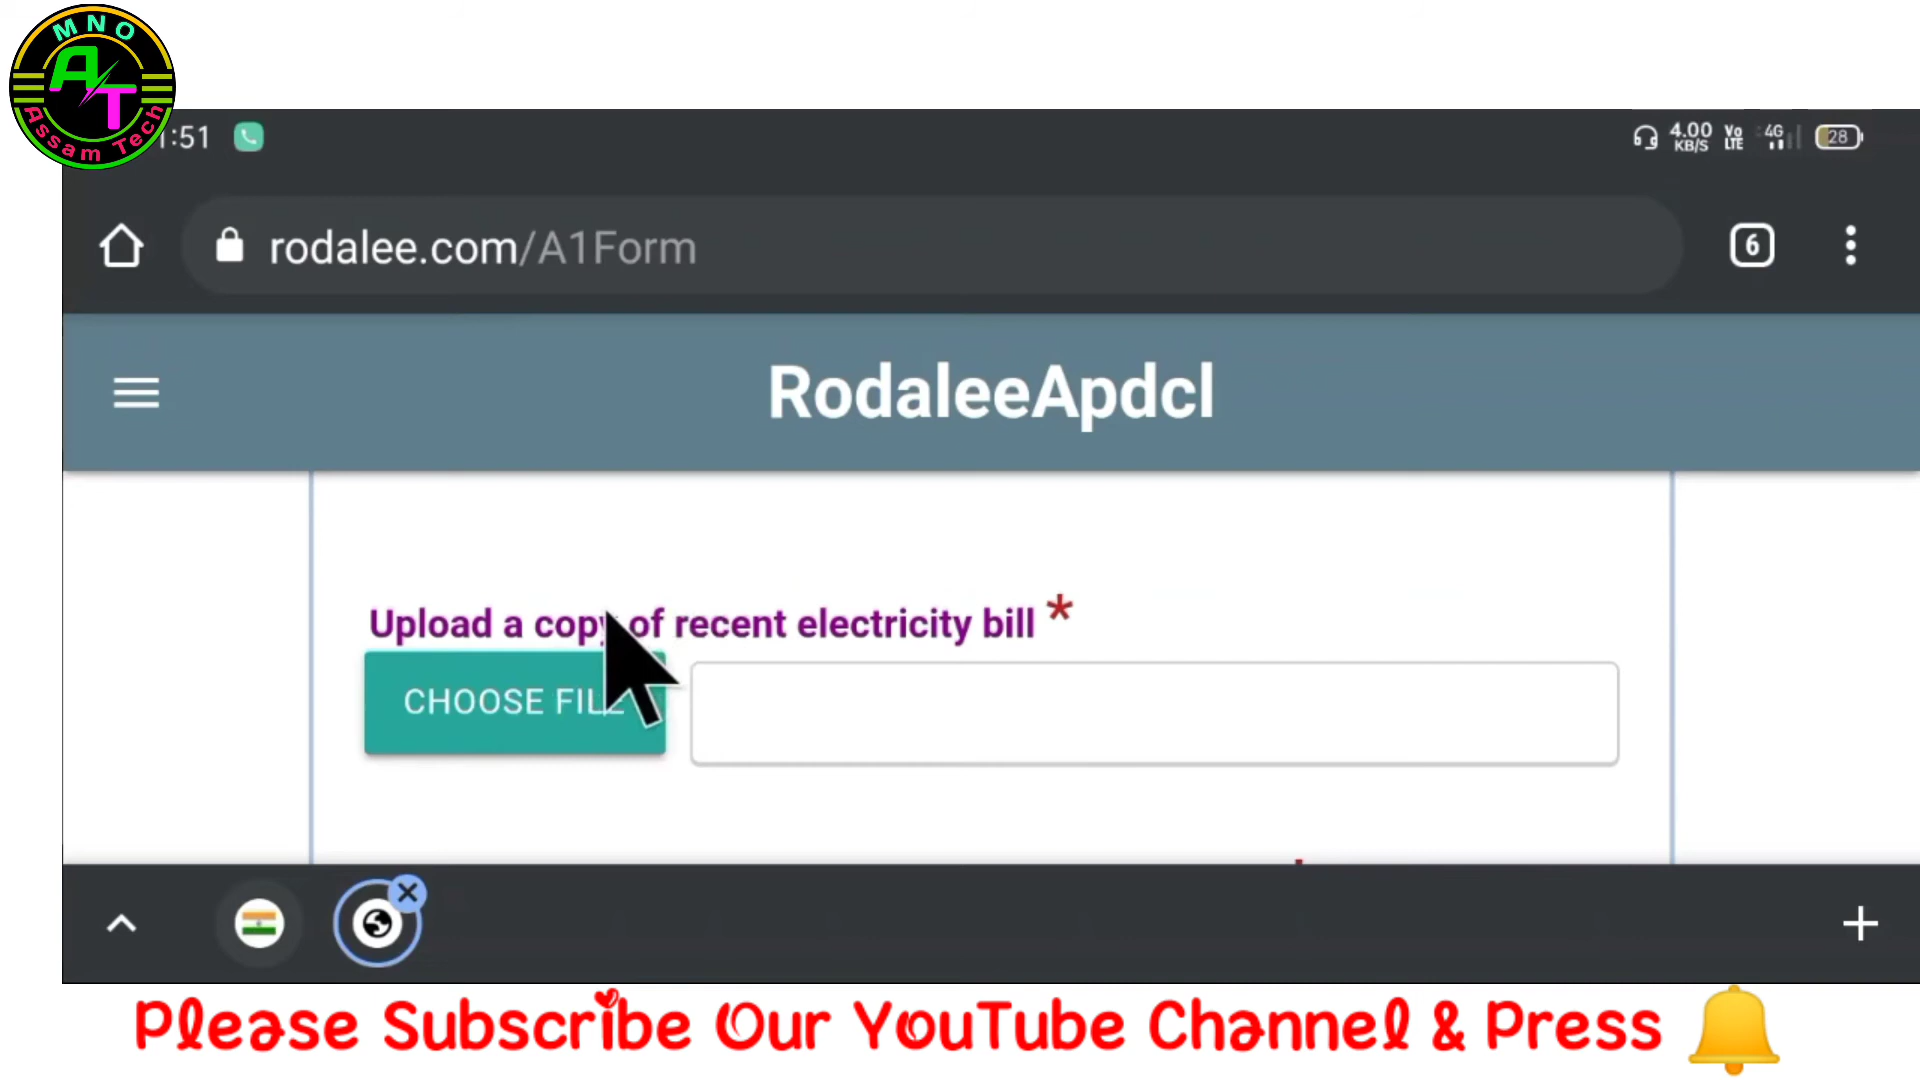 MNO
AT
Assam Tech
:51
4.00 KB/S Vo LTE 4G 28
rodalee.com/A1Form
6
RodaleeApdcl
Upload a copy of recent electricity bill *
CHOOSE FILE
Please Subscribe Our YouTube Channel & Press